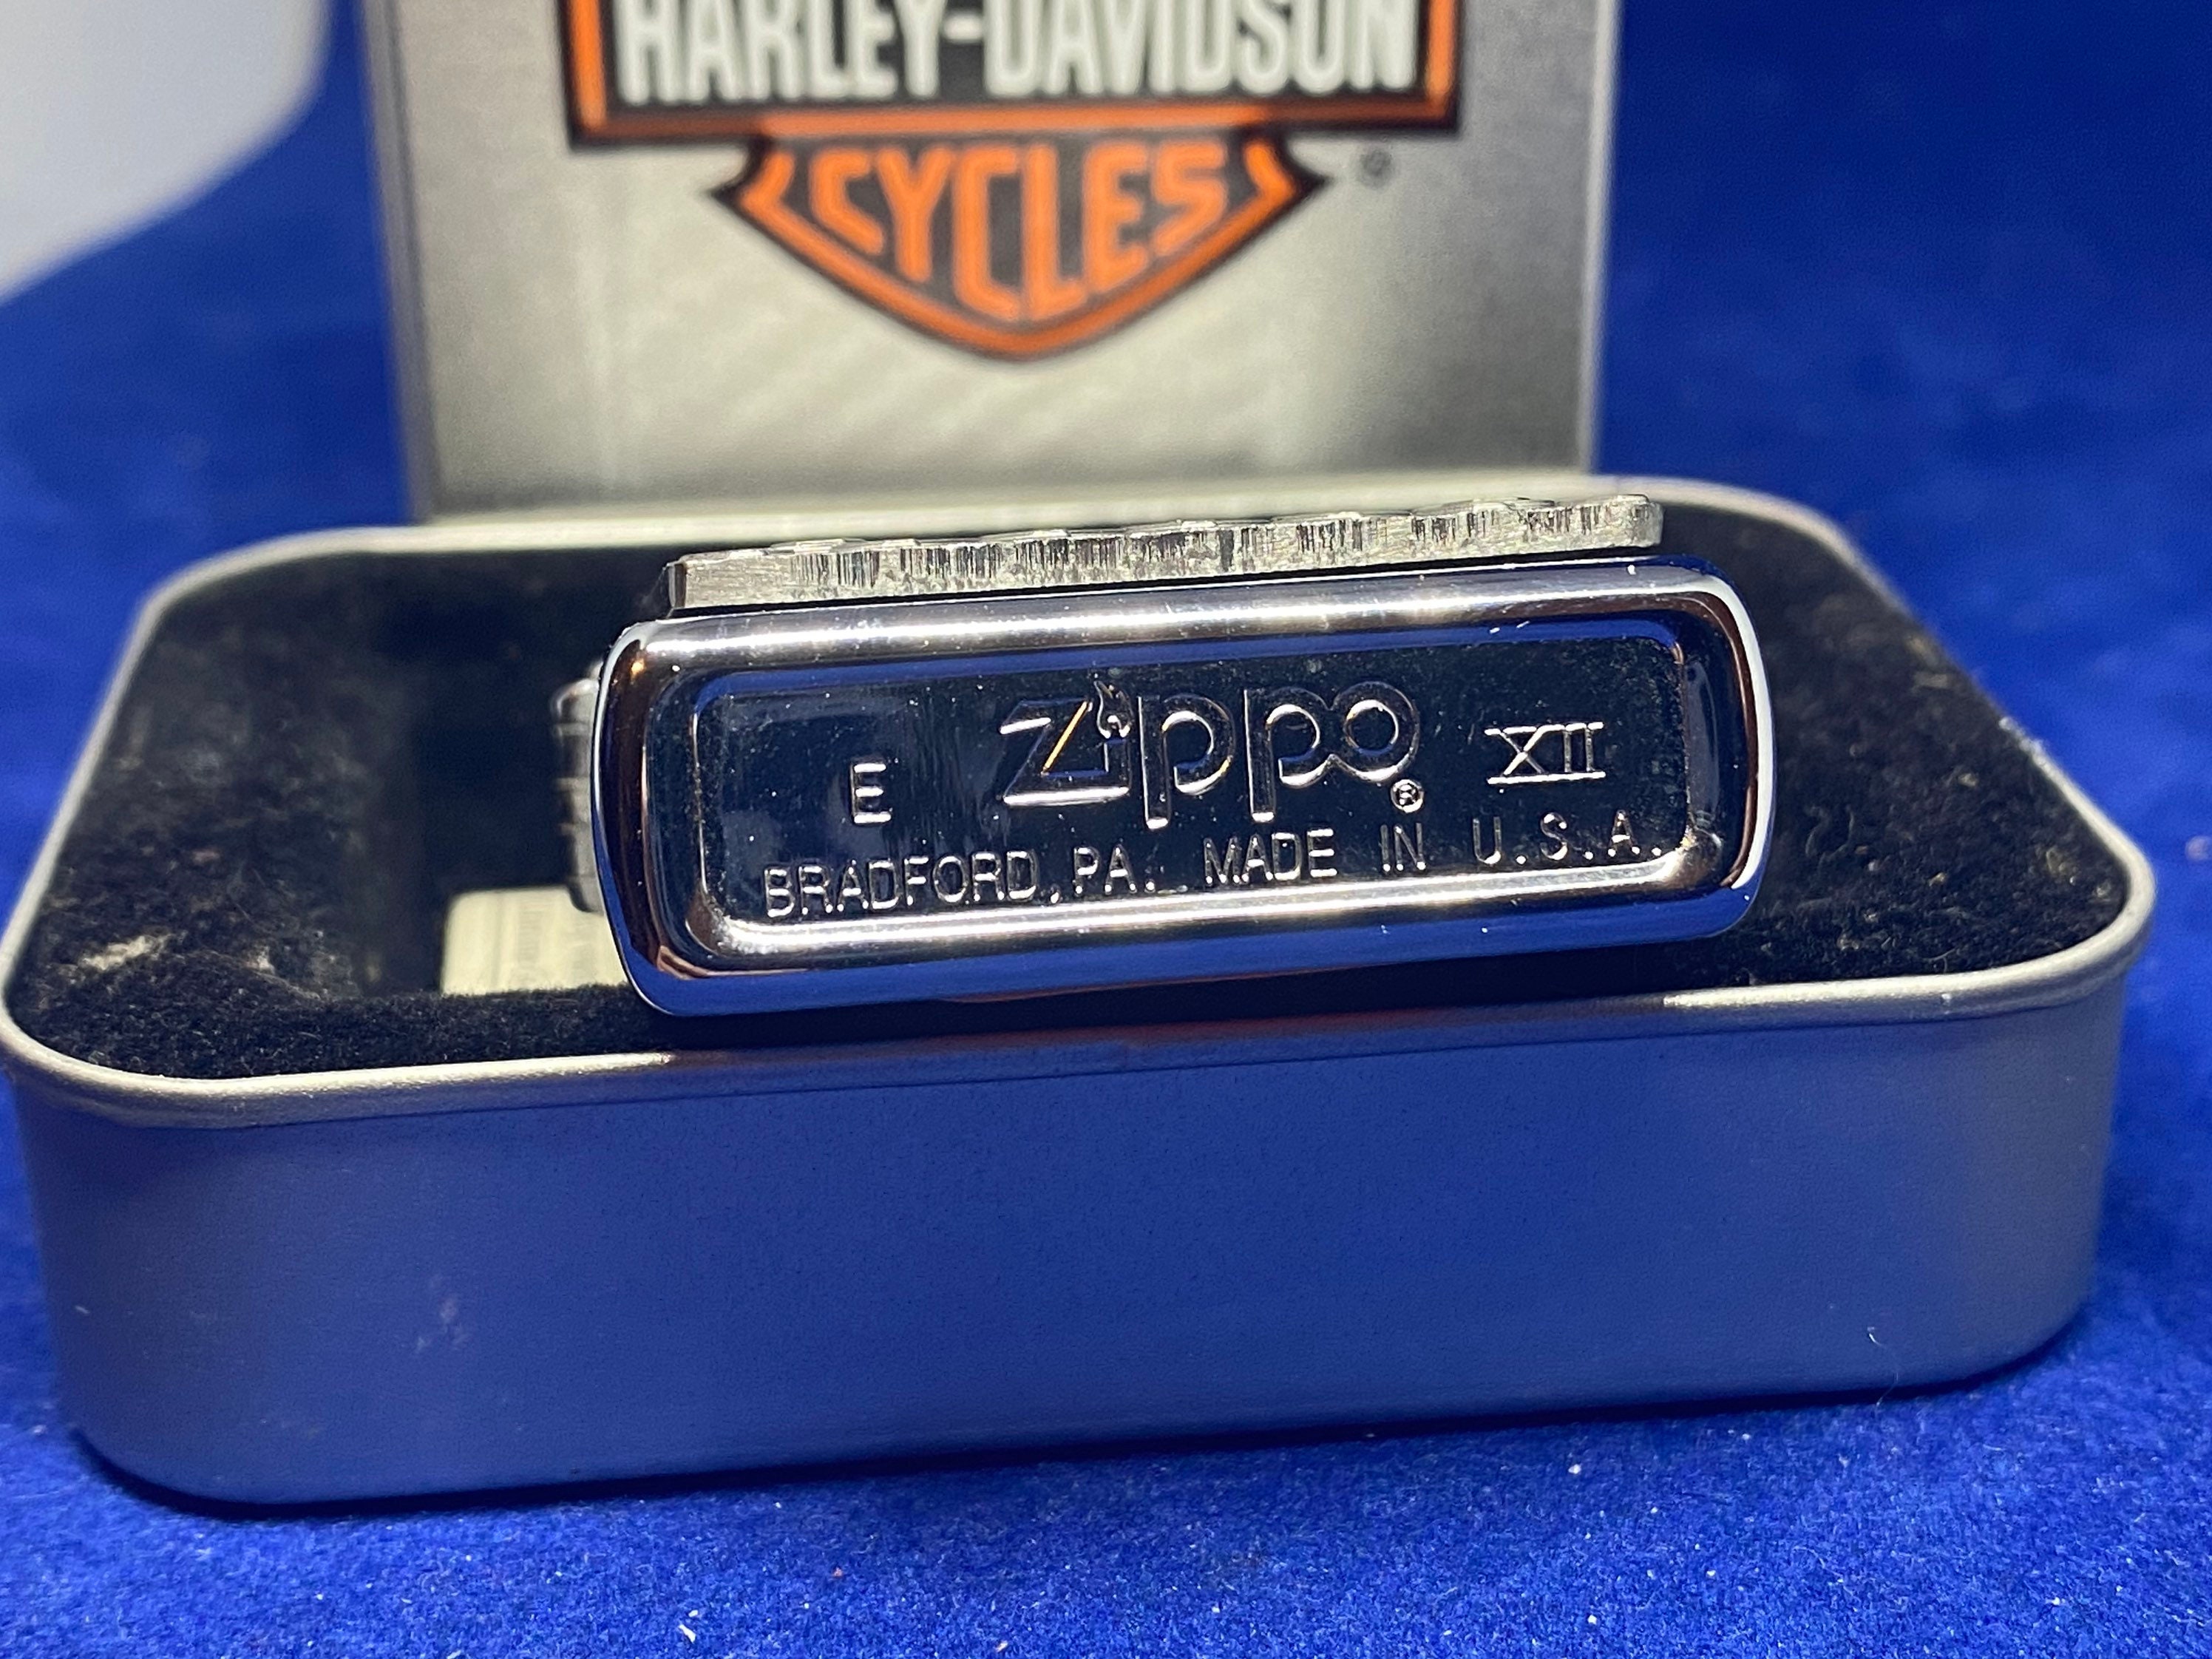 HARLEY-DAVIDSON
CYCLES
®
E Zippo® XII
BRADFORD, PA. MADE IN U.S.A.